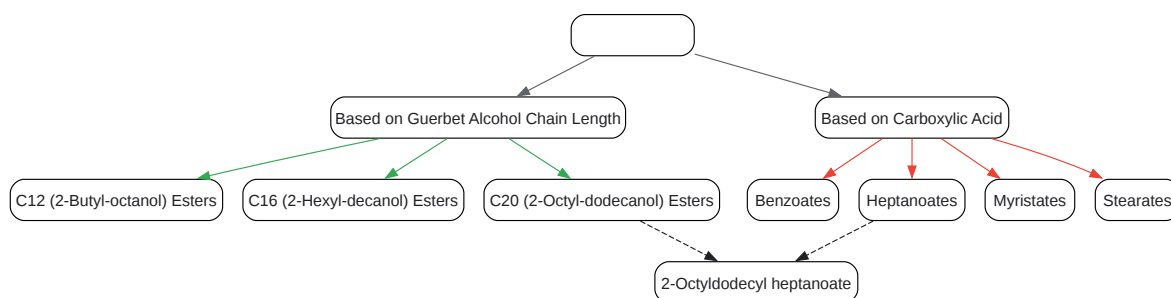 Based on Guerbet Alcohol Chain Length
Based on Carboxylic Acid
C12 (2-Butyl-octanol) Esters
C16 (2-Hexyl-decanol) Esters
C20 (2-Octyl-dodecanol) Esters
Benzoates
Heptanoates
Myristates
Stearates
2-Octyldodecyl heptanoate